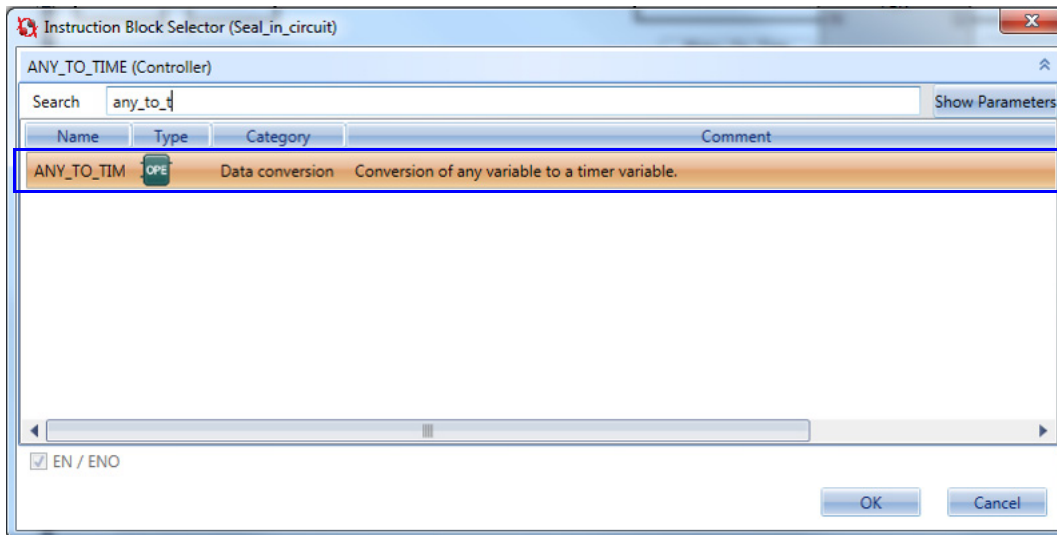 Instruction Block Selector (Seal_in_circuit)
ANY_TO_TIME (Controller)
Search any_to_t Show Parameters
Name Type Category Comment
ANY_TO_TIM OPE Data conversion Conversion of any variable to a timer variable.
EN / ENO
OK Cancel